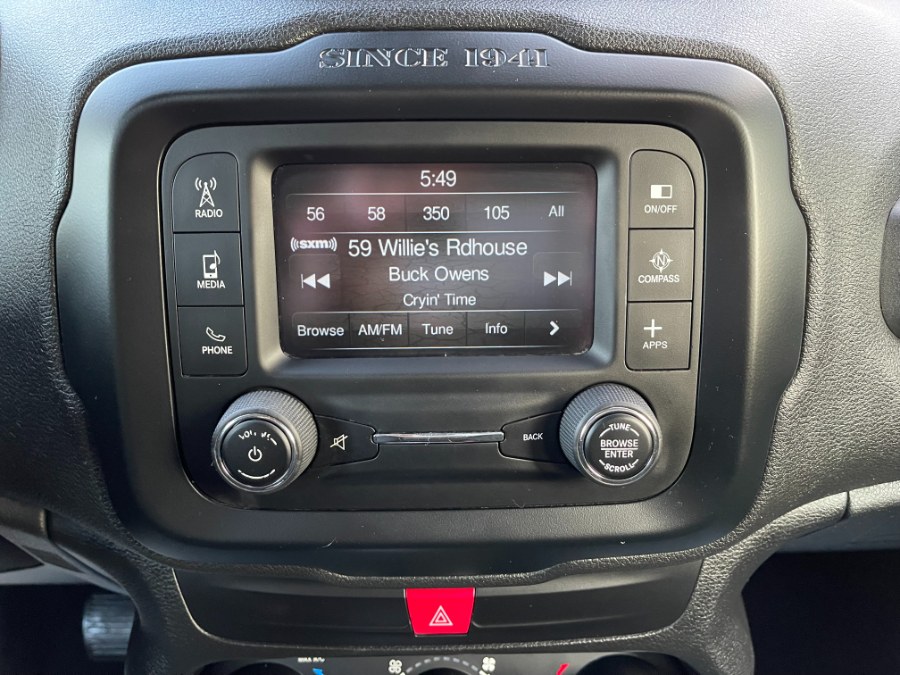 SINCE 1941
5:49
56 58 350 105 All
((sxm)) 59 Willie's Rdhouse
Buck Owens
Cryin' Time
Browse AM/FM Tune Info
RADIO
MEDIA
PHONE
ON/OFF
COMPASS
APPS
BACK
TUNE
BROWSE
ENTER
SCROLL